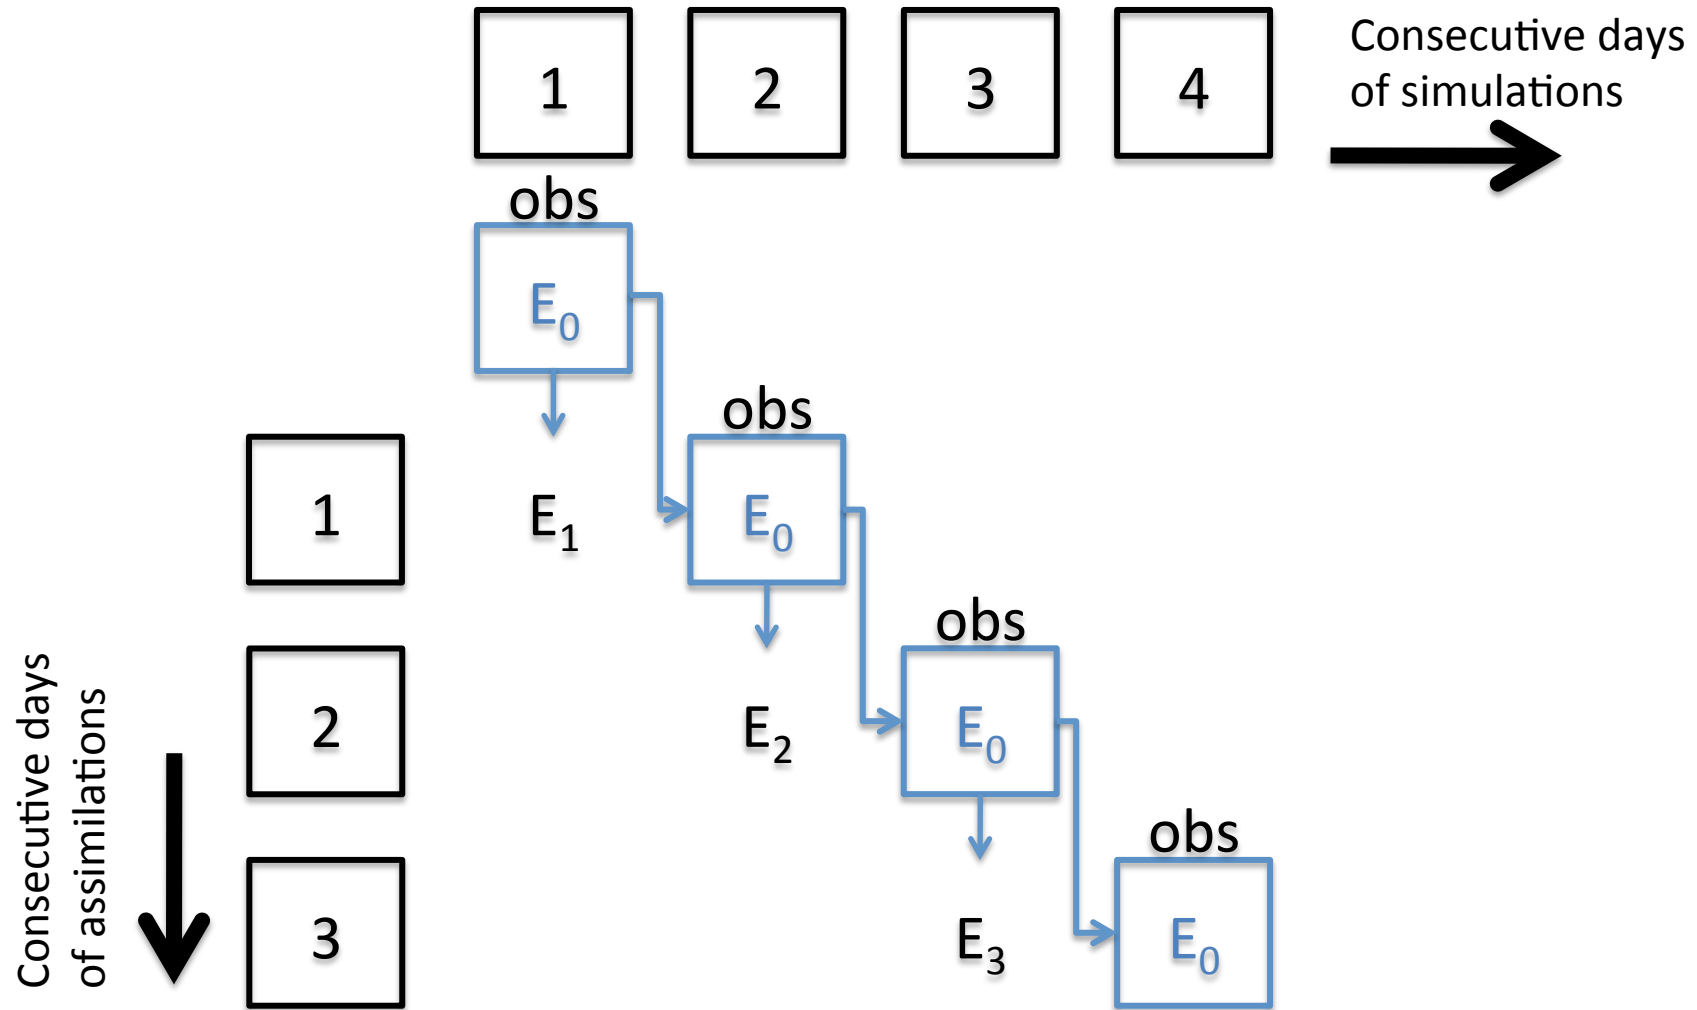 1 2 3 4
Consecutive days
of simulations
obs
E₀
obs
1 E₁ E₀
obs
2 E₂ E₀
obs
3 E₃ E₀
Consecutive days
of assimilations